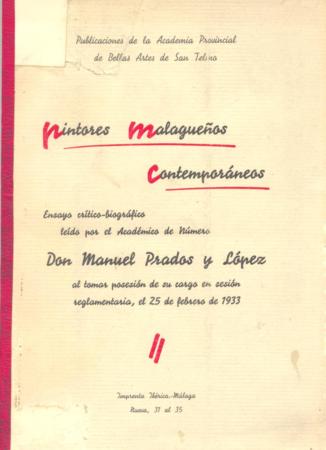 Publicaciones de la Academia Provincial
de Bellas Artes de San Telmo
Pintores Malagueños
Contemporáneos
Ensayo crítico-biográfico
leído por el Académico de Número
Don Manuel Prados y López
al tomar posesión de su cargo en sesión
reglamentaria, el 25 de febrero de 1933
Imprenta Ibérica.-Málaga
Nueva, 31 al 35